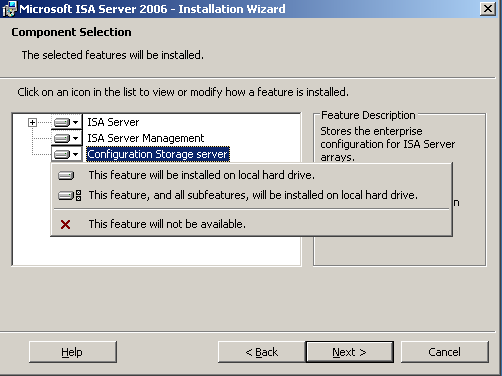 Microsoft ISA Server 2006 - Installation Wizard
Component Selection
The selected features will be installed.
Click on an icon in the list to view or modify how a feature is installed.
ISA Server
ISA Server Management
Configuration Storage server
Feature Description
Stores the enterprise
configuration for ISA Server
arrays.
This feature will be installed on local hard drive.
This feature, and all subfeatures, will be installed on local hard drive.
This feature will not be available.
Help
< Back
Next >
Cancel